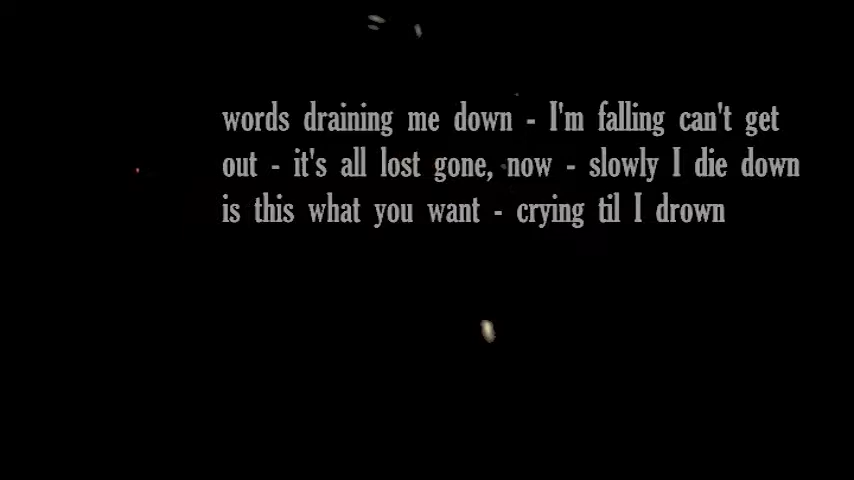 words draining me down - I'm falling can't get
out - it's all lost gone, now - slowly I die down
is this what you want - crying til I drown